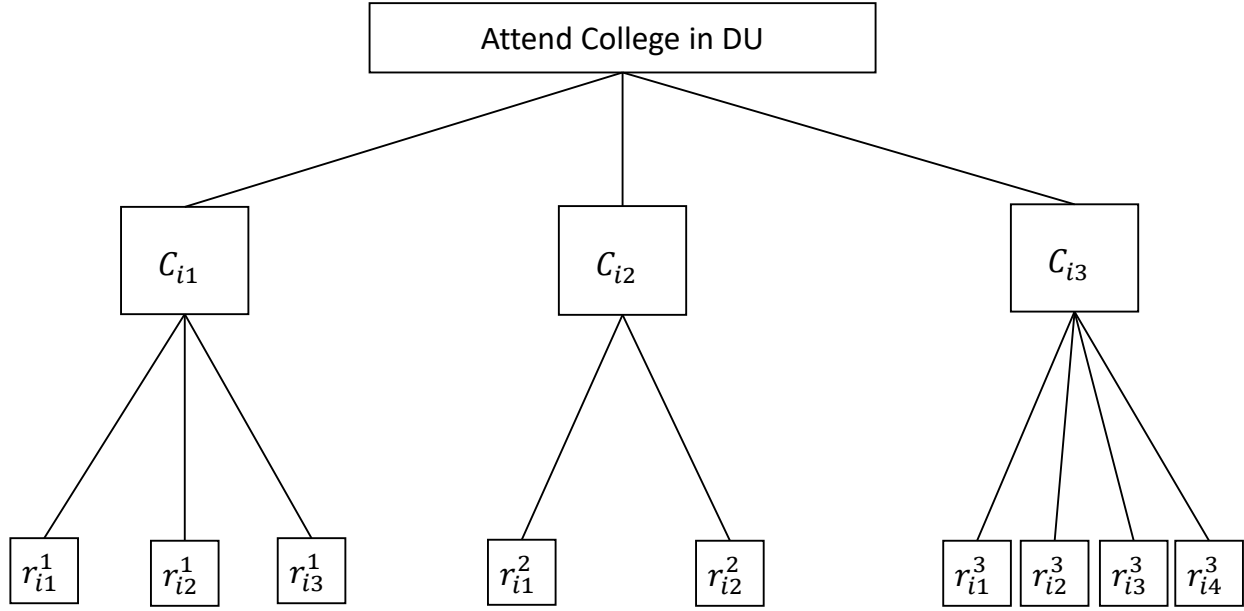 Attend College in DU
C_{i1} C_{i2} C_{i3}
r_{i1}^{1} r_{i2}^{1} r_{i3}^{1} r_{i1}^{2} r_{i2}^{2} r_{i1}^{3} r_{i2}^{3} r_{i3}^{3} r_{i4}^{3}